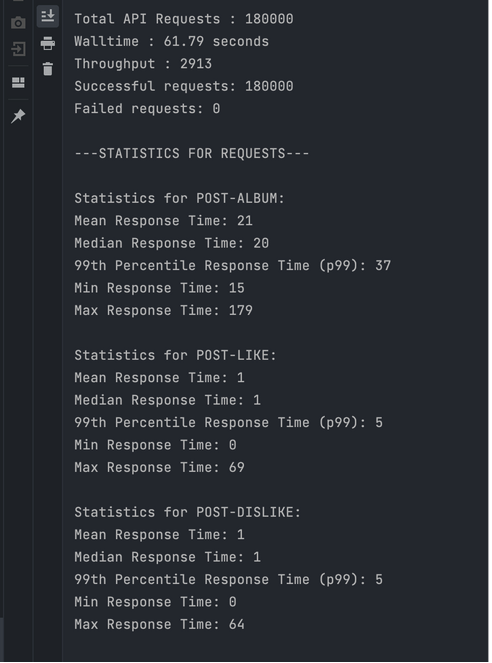 Total API Requests : 180000
Walltime : 61.79 seconds
Throughput : 2913
Successful requests: 180000
Failed requests: 0
---STATISTICS FOR REQUESTS---
Statistics for POST-ALBUM:
Mean Response Time: 21
Median Response Time: 20
99th Percentile Response Time (p99): 37
Min Response Time: 15
Max Response Time: 179
Statistics for POST-LIKE:
Mean Response Time: 1
Median Response Time: 1
99th Percentile Response Time (p99): 5
Min Response Time: 0
Max Response Time: 69
Statistics for POST-DISLIKE:
Mean Response Time: 1
Median Response Time: 1
99th Percentile Response Time (p99): 5
Min Response Time: 0
Max Response Time: 64